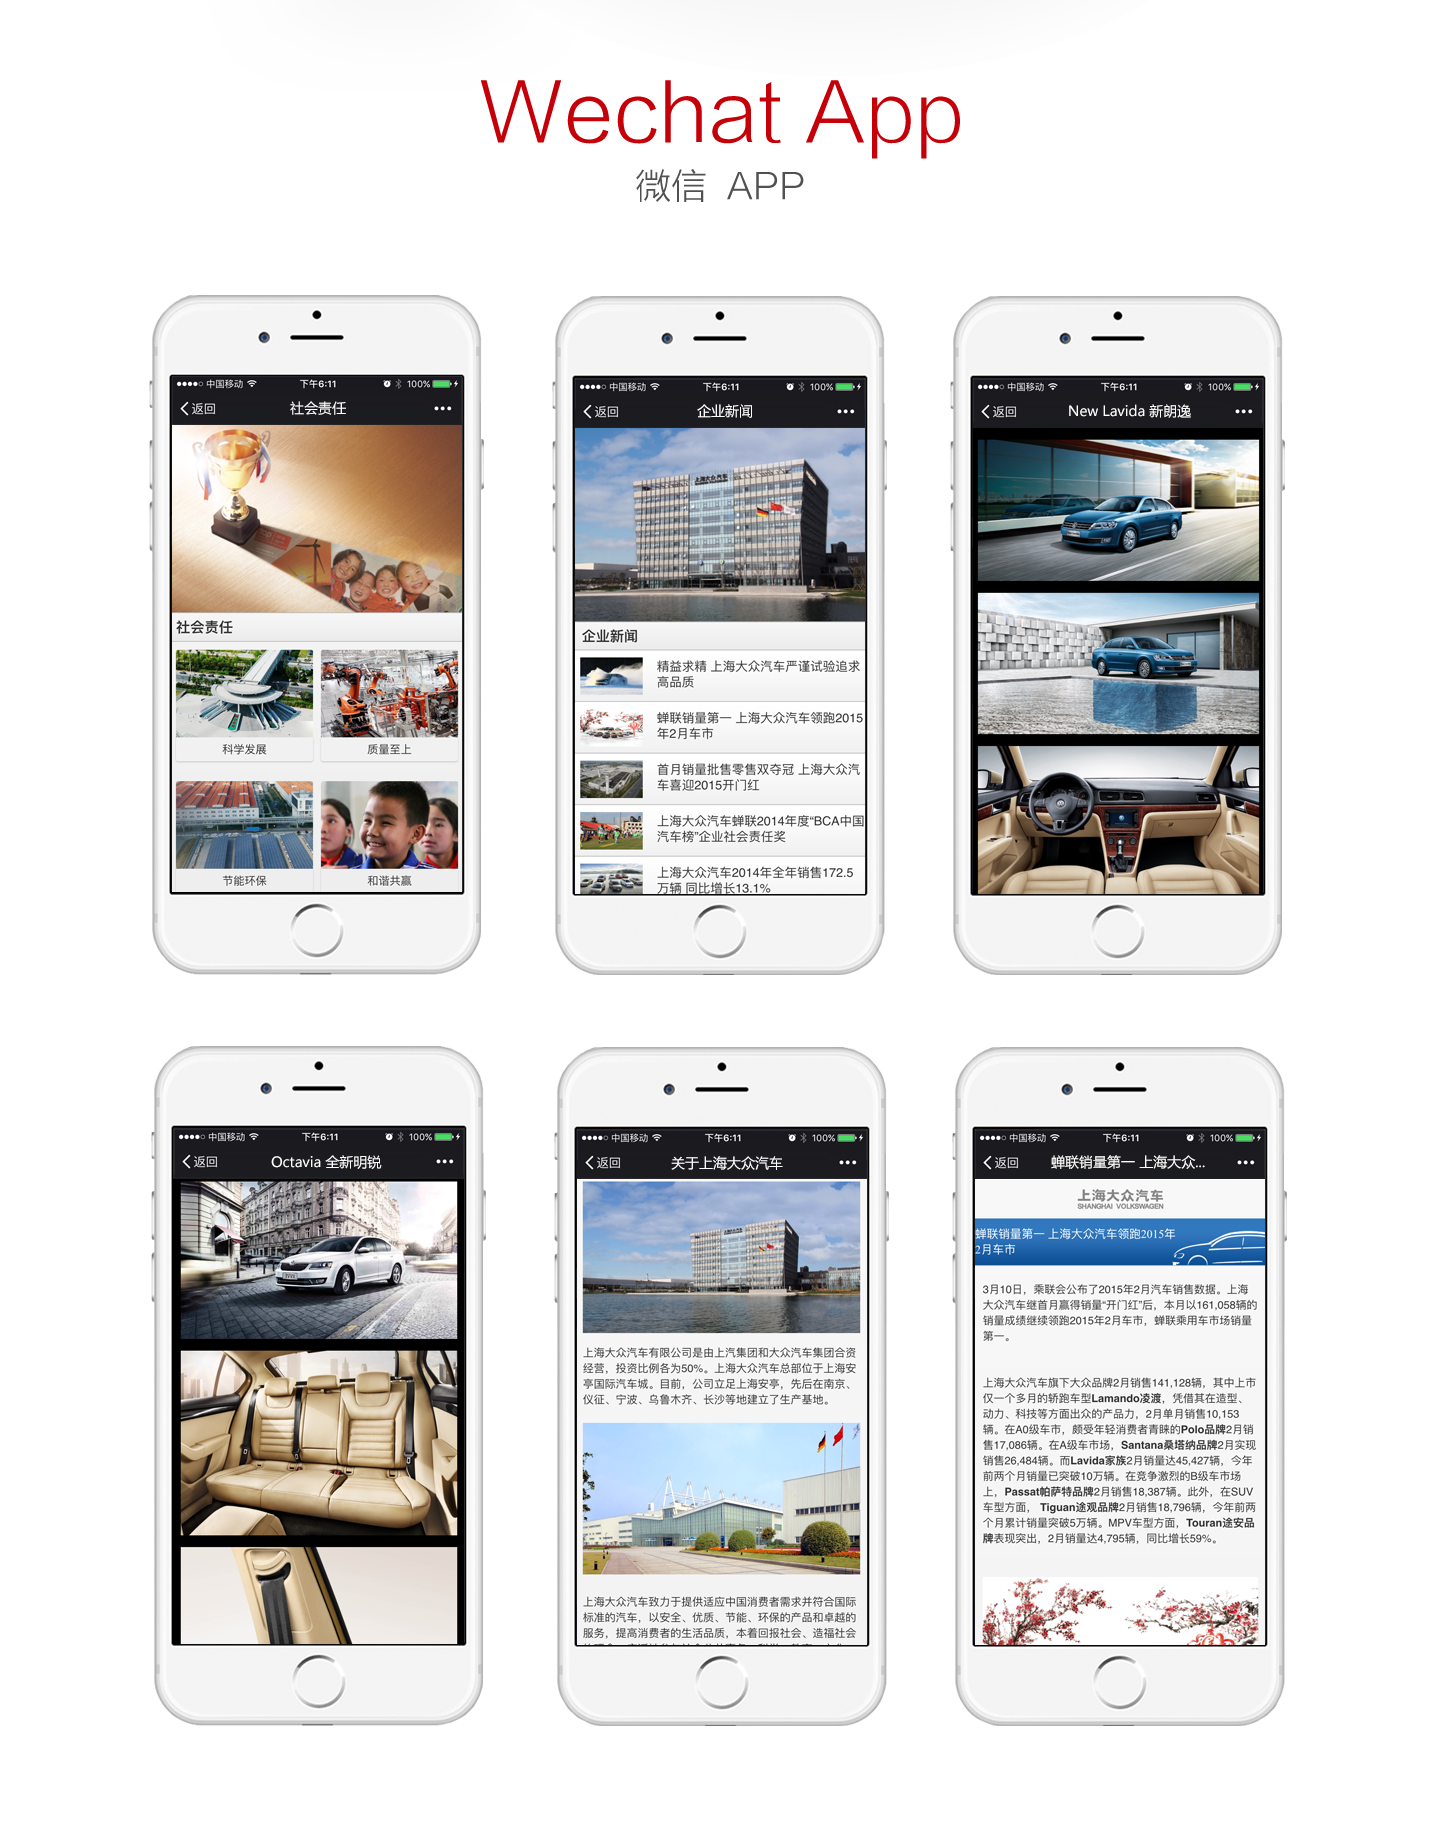 Wechat App
微信 APP
中国移动 下午6:11 100%
返回 社会责任
社会责任
科学发展 质量至上
节能环保 和谐共赢
中国移动 下午6:11 100%
返回 企业新闻
上海大众汽车
企业新闻
精益求精 上海大众汽车严谨试验追求
高品质
蝉联销量第一 上海大众汽车领跑2015
年2月车市
首月销量批售零售双夺冠 上海大众汽
车喜迎2015开门红
上海大众汽车蝉联2014年度“BCA中国
汽车榜”企业社会责任奖
上海大众汽车2014年全年销售172.5
万辆 同比增长13.1%
中国移动 下午6:11 100%
返回 New Lavida 新朗逸
中国移动 下午6:11 100%
返回 Octavia 全新明锐
中国移动 下午6:11 100%
返回 关于上海大众汽车
上海大众汽车有限公司是由上汽集团和大众汽车集团合资
经营，投资比例各为50%。上海大众汽车总部位于上海安
亭国际汽车城。目前，公司立足上海安亭，先后在南京、
仪征、宁波、乌鲁木齐、长沙等地建立了生产基地。
上海大众汽车致力于提供适应中国消费者需求并符合国际
标准的汽车，以安全、优质、节能、环保的产品和卓越的
服务，提高消费者的生活品质，本着回报社会、造福社会
中国移动 下午6:11 100%
返回 蝉联销量第一 上海大众...
上海大众汽车
SHANGHAI VOLKSWAGEN
蝉联销量第一 上海大众汽车领跑2015年
2月车市
3月10日，乘联会公布了2015年2月汽车销售数据。上海
大众汽车继首月赢得销量“开门红”后，本月以161,058辆的
销量成绩继续领跑2015年2月车市，蝉联乘用车市场销量
第一。
上海大众汽车旗下大众品牌2月销售141,128辆，其中上市
仅一个多月的轿跑车型Lamando凌渡，凭借其在造型、
动力、科技等方面出众的产品力，2月单月销售10,153
辆。在A0级车市，颇受年轻消费者青睐的Polo品牌2月销
售17,086辆。在A级车市场，Santana桑塔纳品牌2月实现
销售26,484辆。而Lavida家族2月销量达45,427辆，今年
前两个月销量已突破10万辆。在竞争激烈的B级车市场
上，Passat帕萨特品牌2月销售18,387辆。此外，在SUV
车型方面， Tiguan途观品牌2月销售18,796辆，今年前两
个月累计销量突破5万辆。MPV车型方面，Touran途安品
牌表现突出，2月销量达4,795辆，同比增长59%。